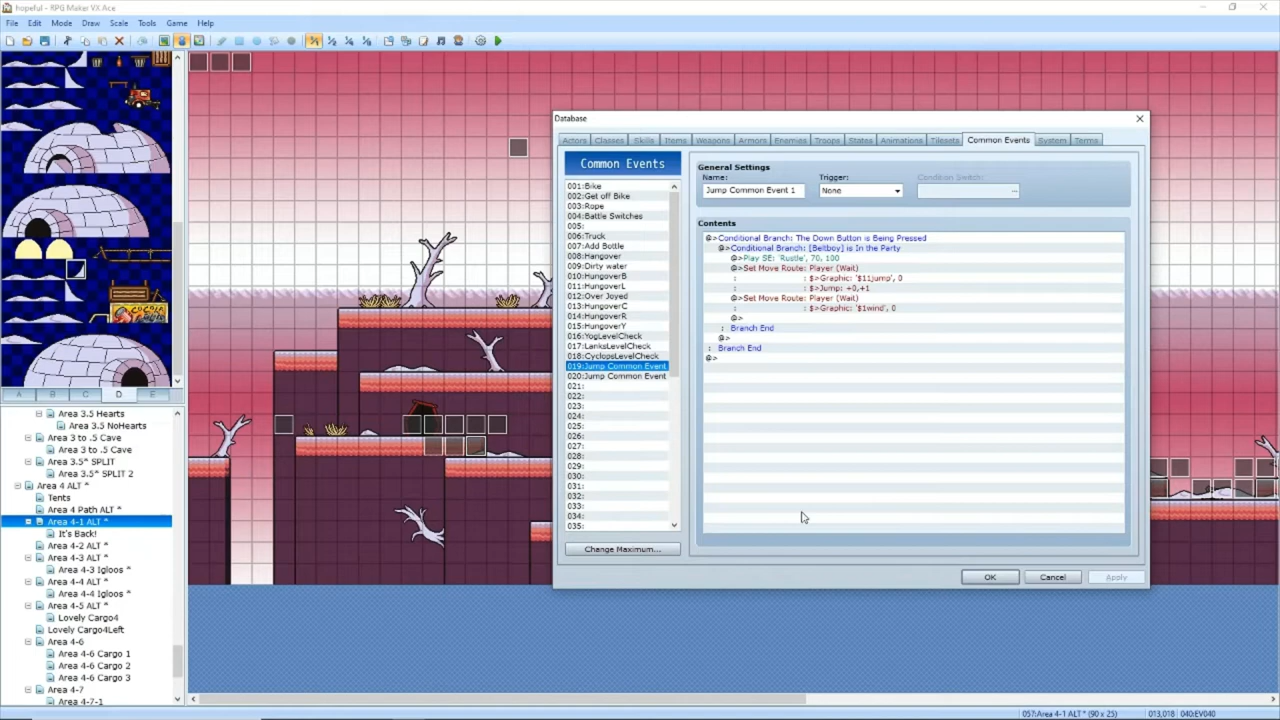 hopeful - RPG Maker VX Ace
File Edit Mode Draw Scale Tools Game Help
A B C D E
Area 3.5 Hearts
Area 3.5 NoHearts
Area 3 to .5 Cave
Area 3 to .5 Cave
Area 3.5* SPLIT
Area 3.5* SPLIT 2
Area 4 ALT *
Tents
Area 4 Path ALT *
Area 4-1 ALT *
It's Back!
Area 4-2 ALT *
Area 4-3 ALT *
Area 4-3 Igloos *
Area 4-4 ALT *
Area 4-4 Igloos *
Area 4-5 ALT *
Lovely Cargo4
Lovely Cargo4Left
Area 4-6
Area 4-6 Cargo 1
Area 4-6 Cargo 2
Area 4-6 Cargo 3
Area 4-7
Area 4-7-1
Database
Actors Classes Skills Items Weapons Armors Enemies Troops States Animations Tilesets Common Events System Terms
Common Events
001:Bike
002:Get off Bike
003:Rope
004:Battle Switches
005:
006:Truck
007:Add Bottle
008:Hangover
009:Dirty water
010:HangoverB
011:HangoverL
012:Over Joyed
013:HangoverC
014:HangoverR
015:HungoverY
016:YogLevelCheck
017:LanksLevelCheck
018:CyclopsLevelCheck
019:Jump Common Event
020:Jump Common Event
021:
022:
023:
024:
025:
026:
027:
028:
029:
030:
031:
032:
033:
034:
035:
Change Maximum...
General Settings
Name: Trigger: Condition Switch:
Jump Common Event 1 None ...
Contents
@>Conditional Branch: The Down Button is Being Pressed
@>Conditional Branch: [Beltboy] is In the Party
@>Play SE: 'Rustle', 70, 100
@>Set Move Route: Player (Wait)
: $>Graphic: '$11jump', 0
: $>Jump: +0,+1
@>Set Move Route: Player (Wait)
: $>Graphic: '$1wind', 0
@>
: Branch End
@>
: Branch End
@>
OK Cancel Apply
057:Area 4-1 ALT * (90 x 25) 013,018 040:EV040